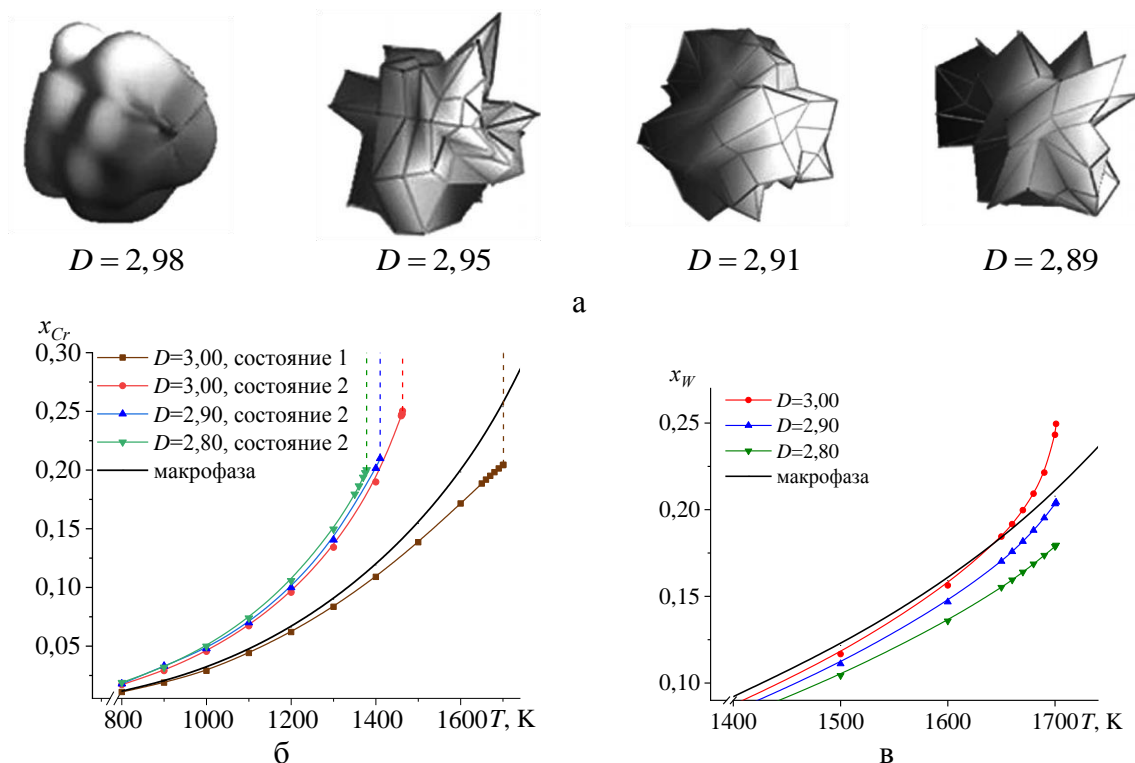 D = 2,98
D = 2,95
D = 2,91
D = 2,89
а
x_Cr
0,30
0,25
0,20
0,15
0,10
0,05
D=3,00, состояние 1
D=3,00, состояние 2
D=2,90, состояние 2
D=2,80, состояние 2
макрофаза
800 1000 1200 1400 1600 T, K
б
x_W
0,25
0,20
0,15
0,10
D=3,00
D=2,90
D=2,80
макрофаза
1400 1500 1600 1700 T, K
в